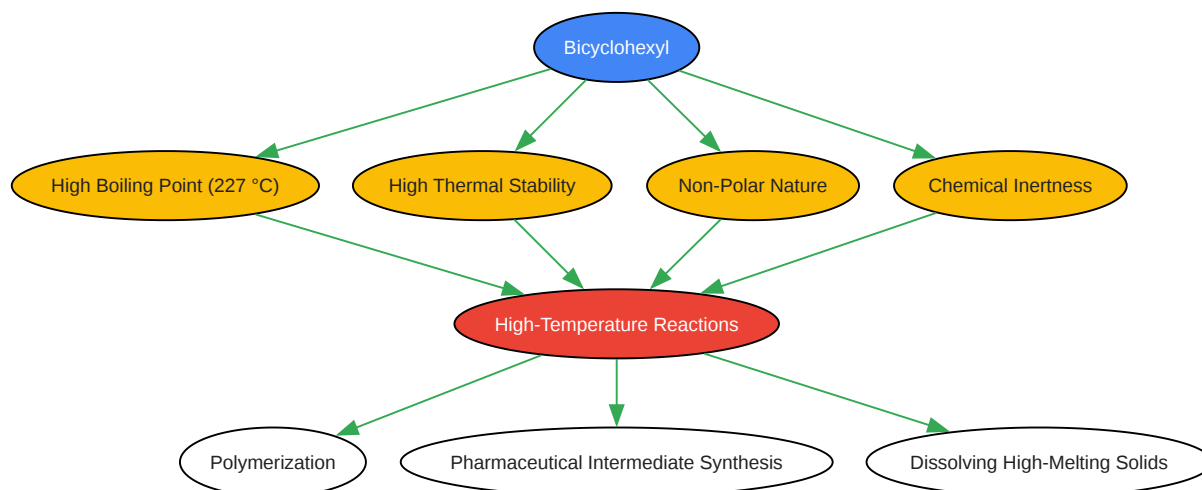 Bicyclohexyl
High Boiling Point (227 °C)
High Thermal Stability
Non-Polar Nature
Chemical Inertness
High-Temperature Reactions
Polymerization
Pharmaceutical Intermediate Synthesis
Dissolving High-Melting Solids